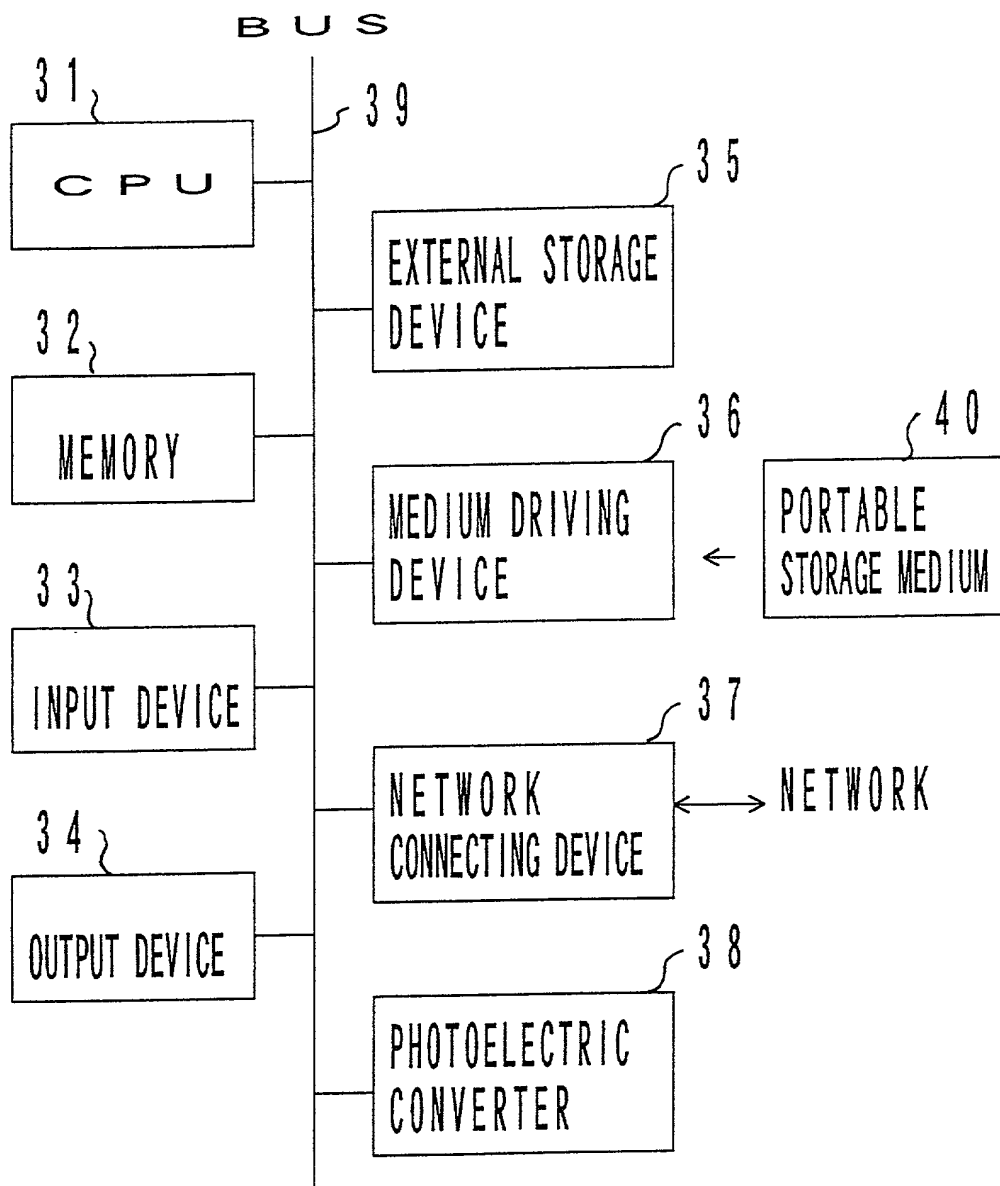 BUS
31
39
CPU
35
EXTERNAL STORAGE
DEVICE
32
MEMORY
36
40
MEDIUM DRIVING
DEVICE
PORTABLE
STORAGE MEDIUM
33
INPUT DEVICE
37
NETWORK
CONNECTING DEVICE
NETWORK
34
OUTPUT DEVICE
38
PHOTOELECTRIC
CONVERTER